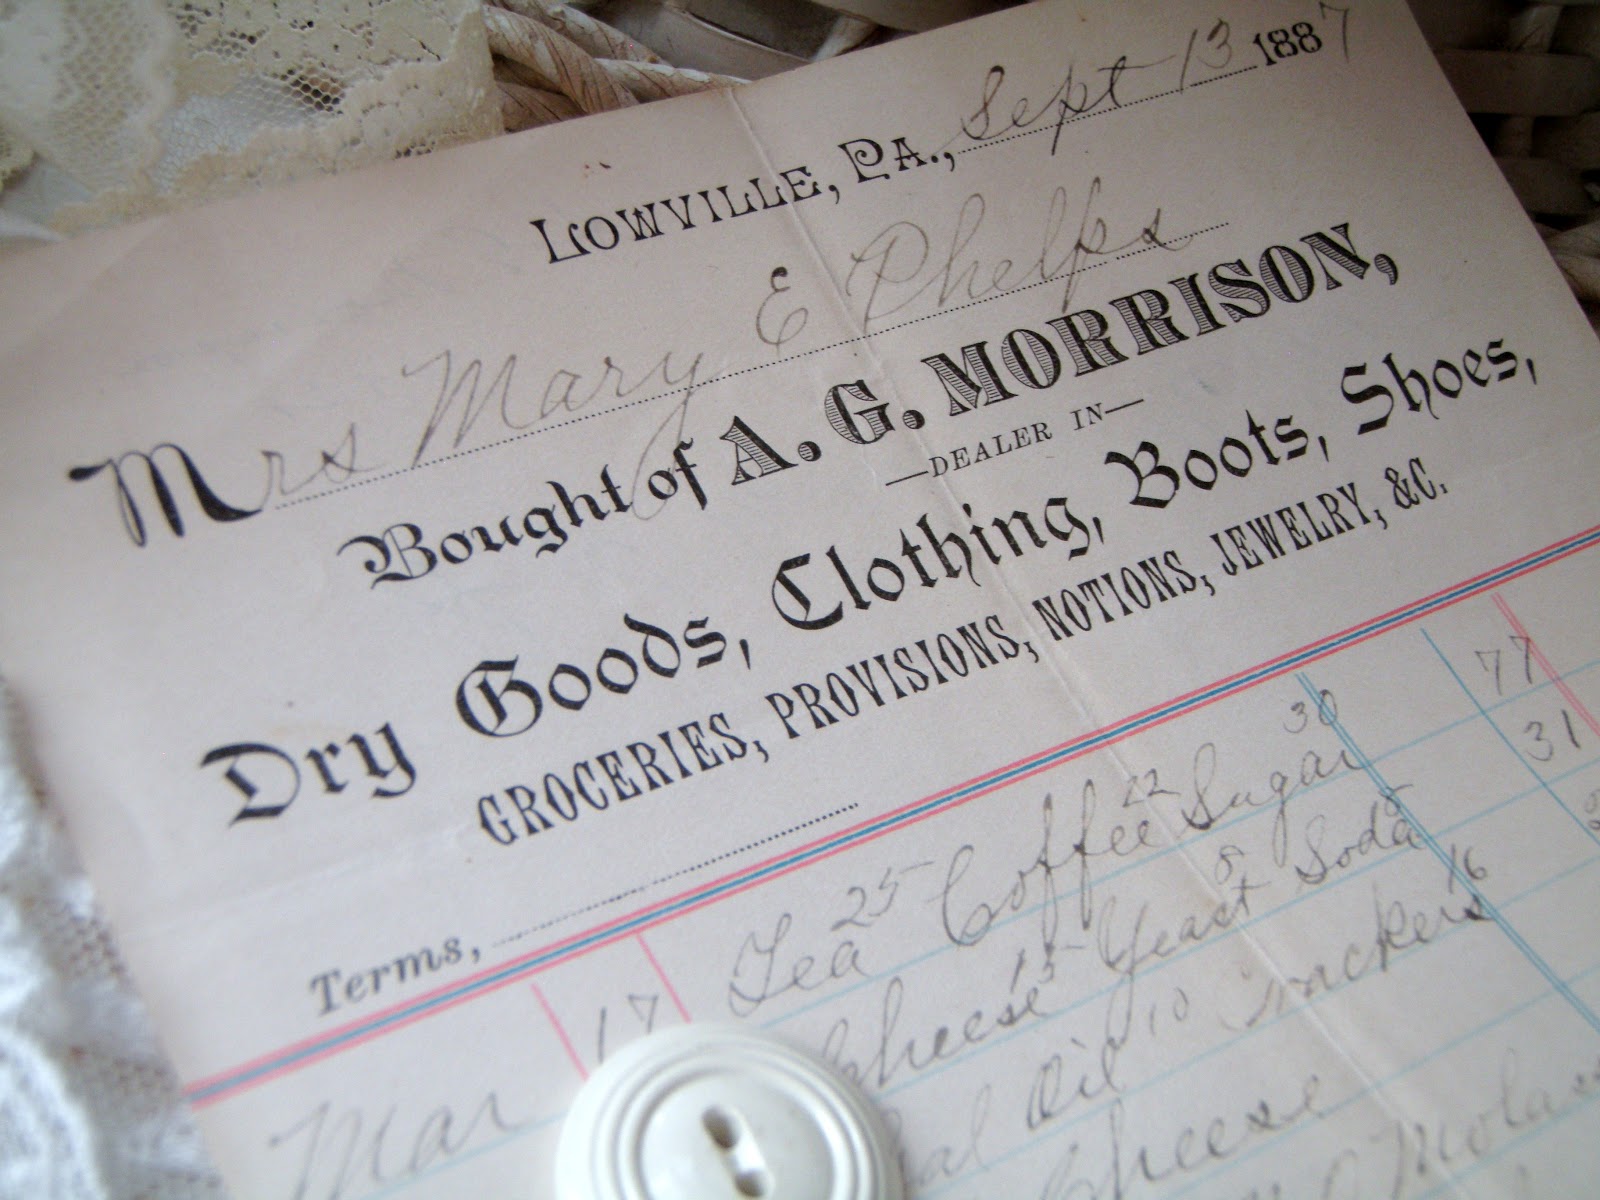 Lowville, Pa., Sept 13 1887
Mrs Mary E Phelps
Bought of A. G. MORRISON,
—DEALER IN—
Dry Goods, Clothing, Boots, Shoes,
GROCERIES, PROVISIONS, NOTIONS, JEWELRY, &C.
Terms,
Mar 17 Tea 25 Coffee 22 Sugar 30 77
Cheese 13 Yeast 8 Soda 31
Oil 10 Crackers 16
Cheese